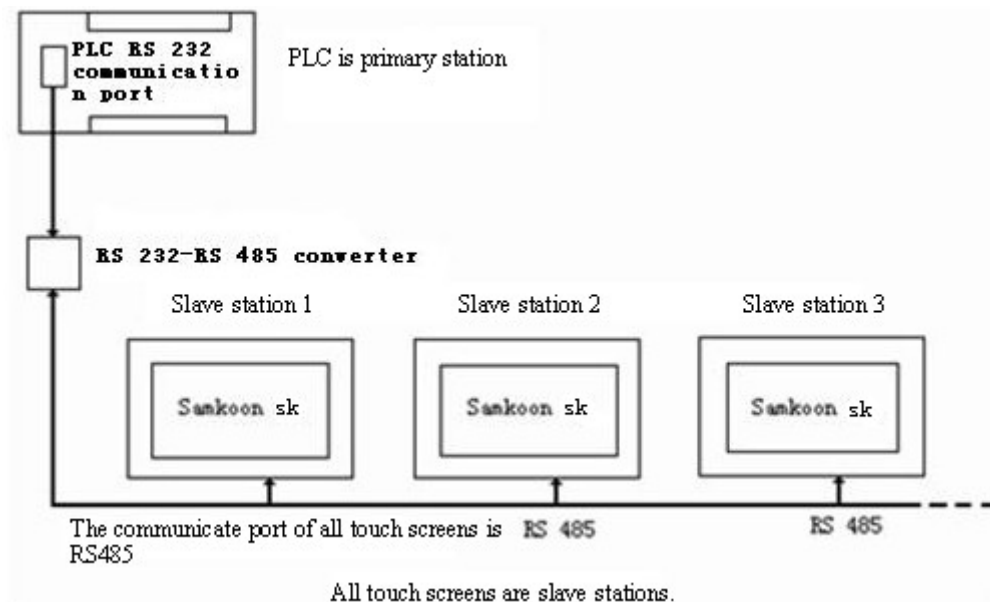 PLC RS 232
communicatio
n port
PLC is primary station
RS 232-RS 485 converter
Slave station 1
Slave station 2
Slave station 3
Samkoon sk
Samkoon sk
Samkoon sk
The communicate port of all touch screens is
RS485
RS 485
RS 485
All touch screens are slave stations.